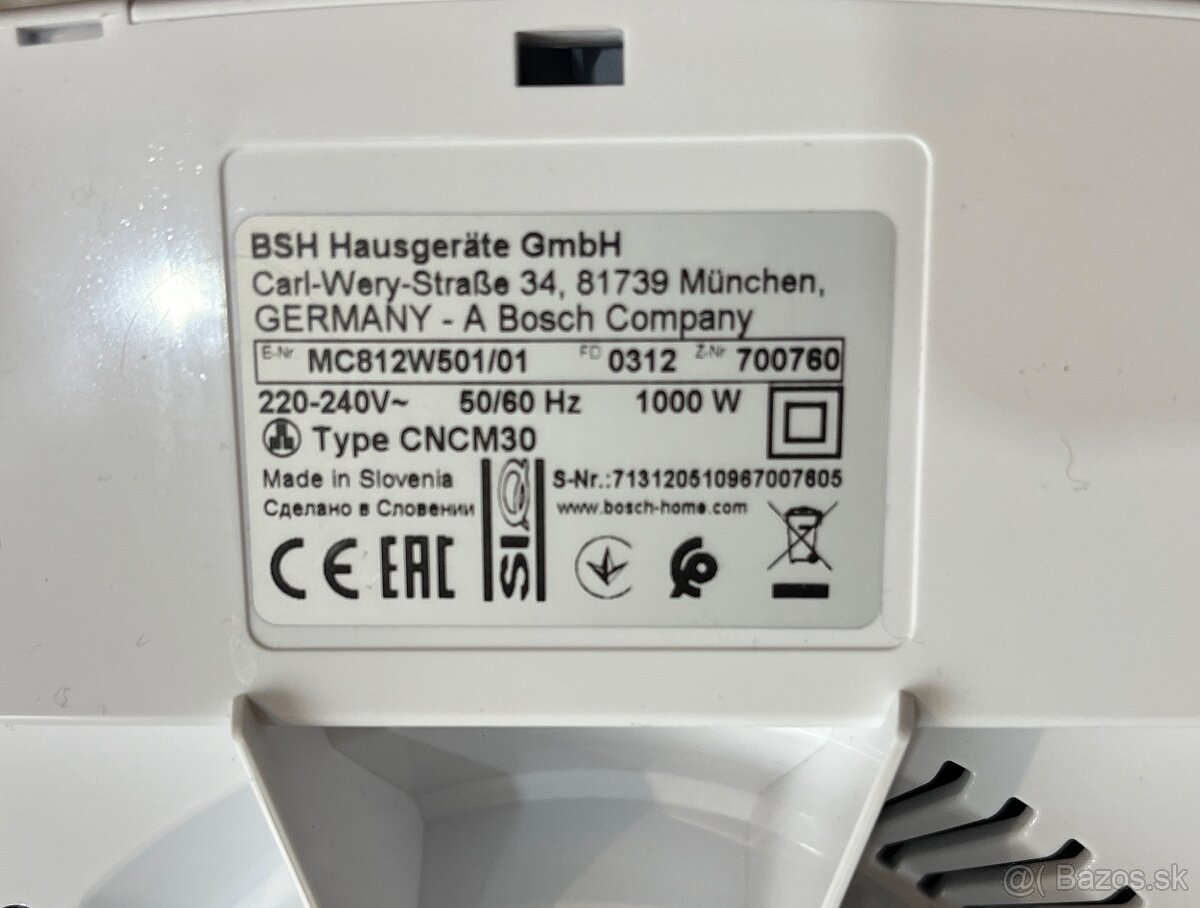 BSH Hausgeräte GmbH
Carl-Wery-Straße 34, 81739 München,
GERMANY - A Bosch Company
E-Nr MC812W501/01 FD 0312 Z-Nr 700760
220-240V~ 50/60 Hz 1000 W
Type CNCM30
Made in Slovenia S-Nr.:713120510967007605
Сделано в Словении www.bosch-home.com
CE EAC SIQ
@( Bazos.sk